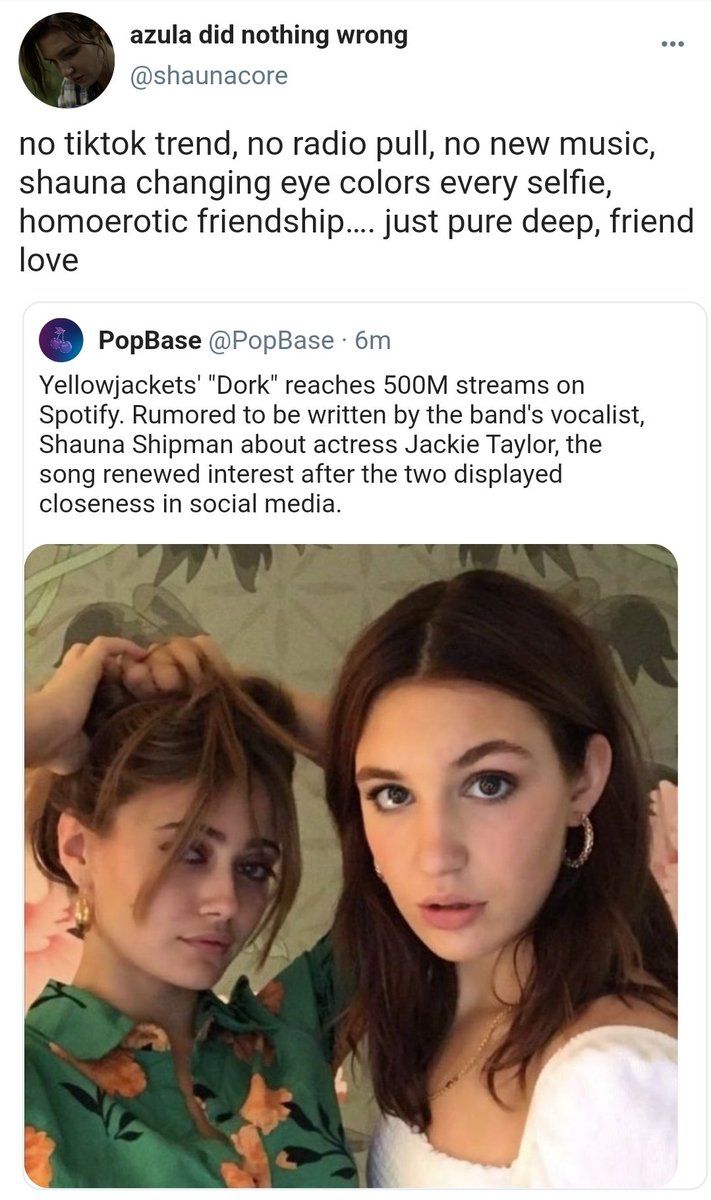 azula did nothing wrong
@shaunacore
no tiktok trend, no radio pull, no new music,
shauna changing eye colors every selfie,
homoerotic friendship…. just pure deep, friend
love
PopBase @PopBase · 6m
Yellowjackets' "Dork" reaches 500M streams on
Spotify. Rumored to be written by the band's vocalist,
Shauna Shipman about actress Jackie Taylor, the
song renewed interest after the two displayed
closeness in social media.